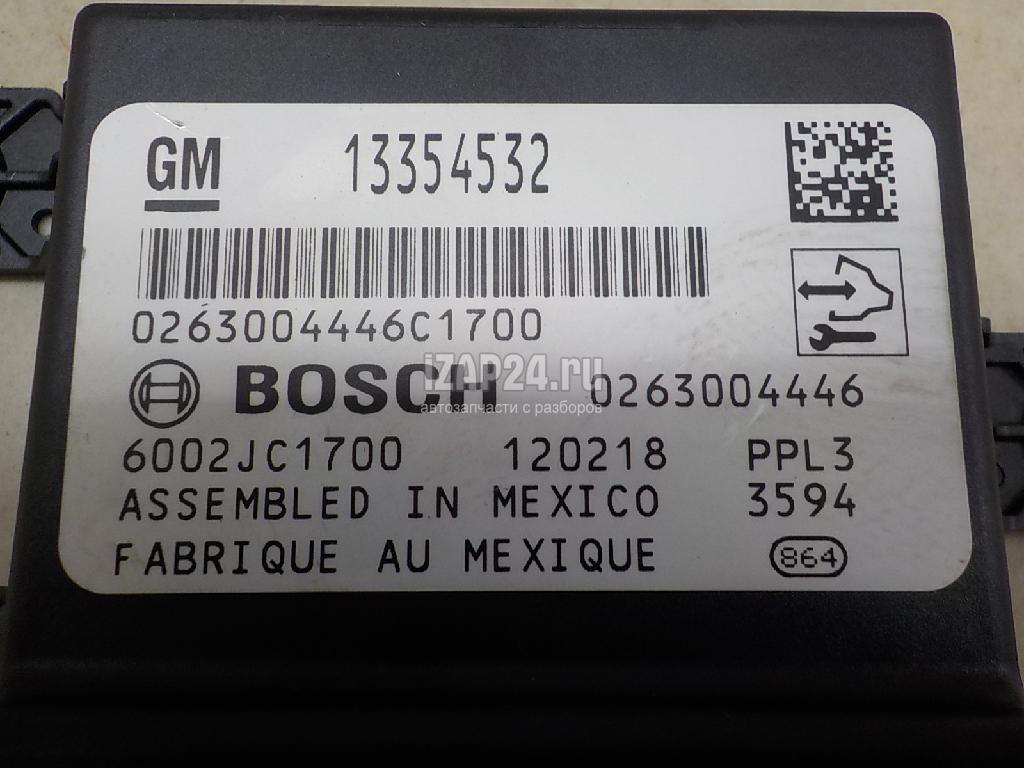 GM 13354532
0263004446C1700
BOSCH 0263004446
iZAP24.ru
автозапчасти с разборов
6002JC1700 120218 PPL3
ASSEMBLED IN MEXICO 3594
FABRIQUE AU MEXIQUE 864